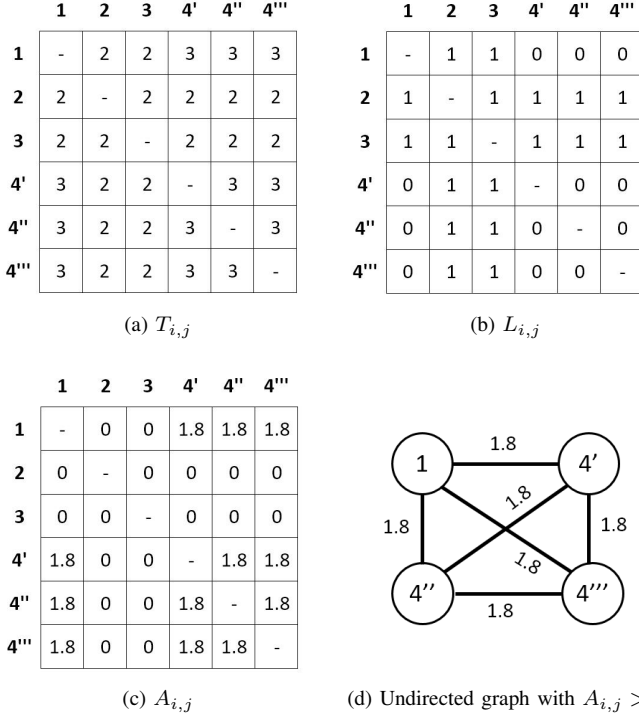 1 2 3 4' 4'' 4'''
1 - 2 2 3 3 3
2 2 - 2 2 2 2
3 2 2 - 2 2 2
4' 3 2 2 - 3 3
4'' 3 2 2 3 - 3
4''' 3 2 2 3 3 -
(a) T_{i,j}
1 2 3 4' 4'' 4'''
1 - 1 1 0 0 0
2 1 - 1 1 1 1
3 1 1 - 1 1 1
4' 0 1 1 - 0 0
4'' 0 1 1 0 - 0
4''' 0 1 1 0 0 -
(b) L_{i,j}
1 2 3 4' 4'' 4'''
1 - 0 0 1.8 1.8 1.8
2 0 - 0 0 0 0
3 0 0 - 0 0 0
4' 1.8 0 0 - 1.8 1.8
4'' 1.8 0 0 1.8 - 1.8
4''' 1.8 0 0 1.8 1.8 -
(c) A_{i,j}
1 1.8 4'
1.8
1.8 1.8
1.8
4'' 1.8 4'''
(d) Undirected graph with A_{i,j} >